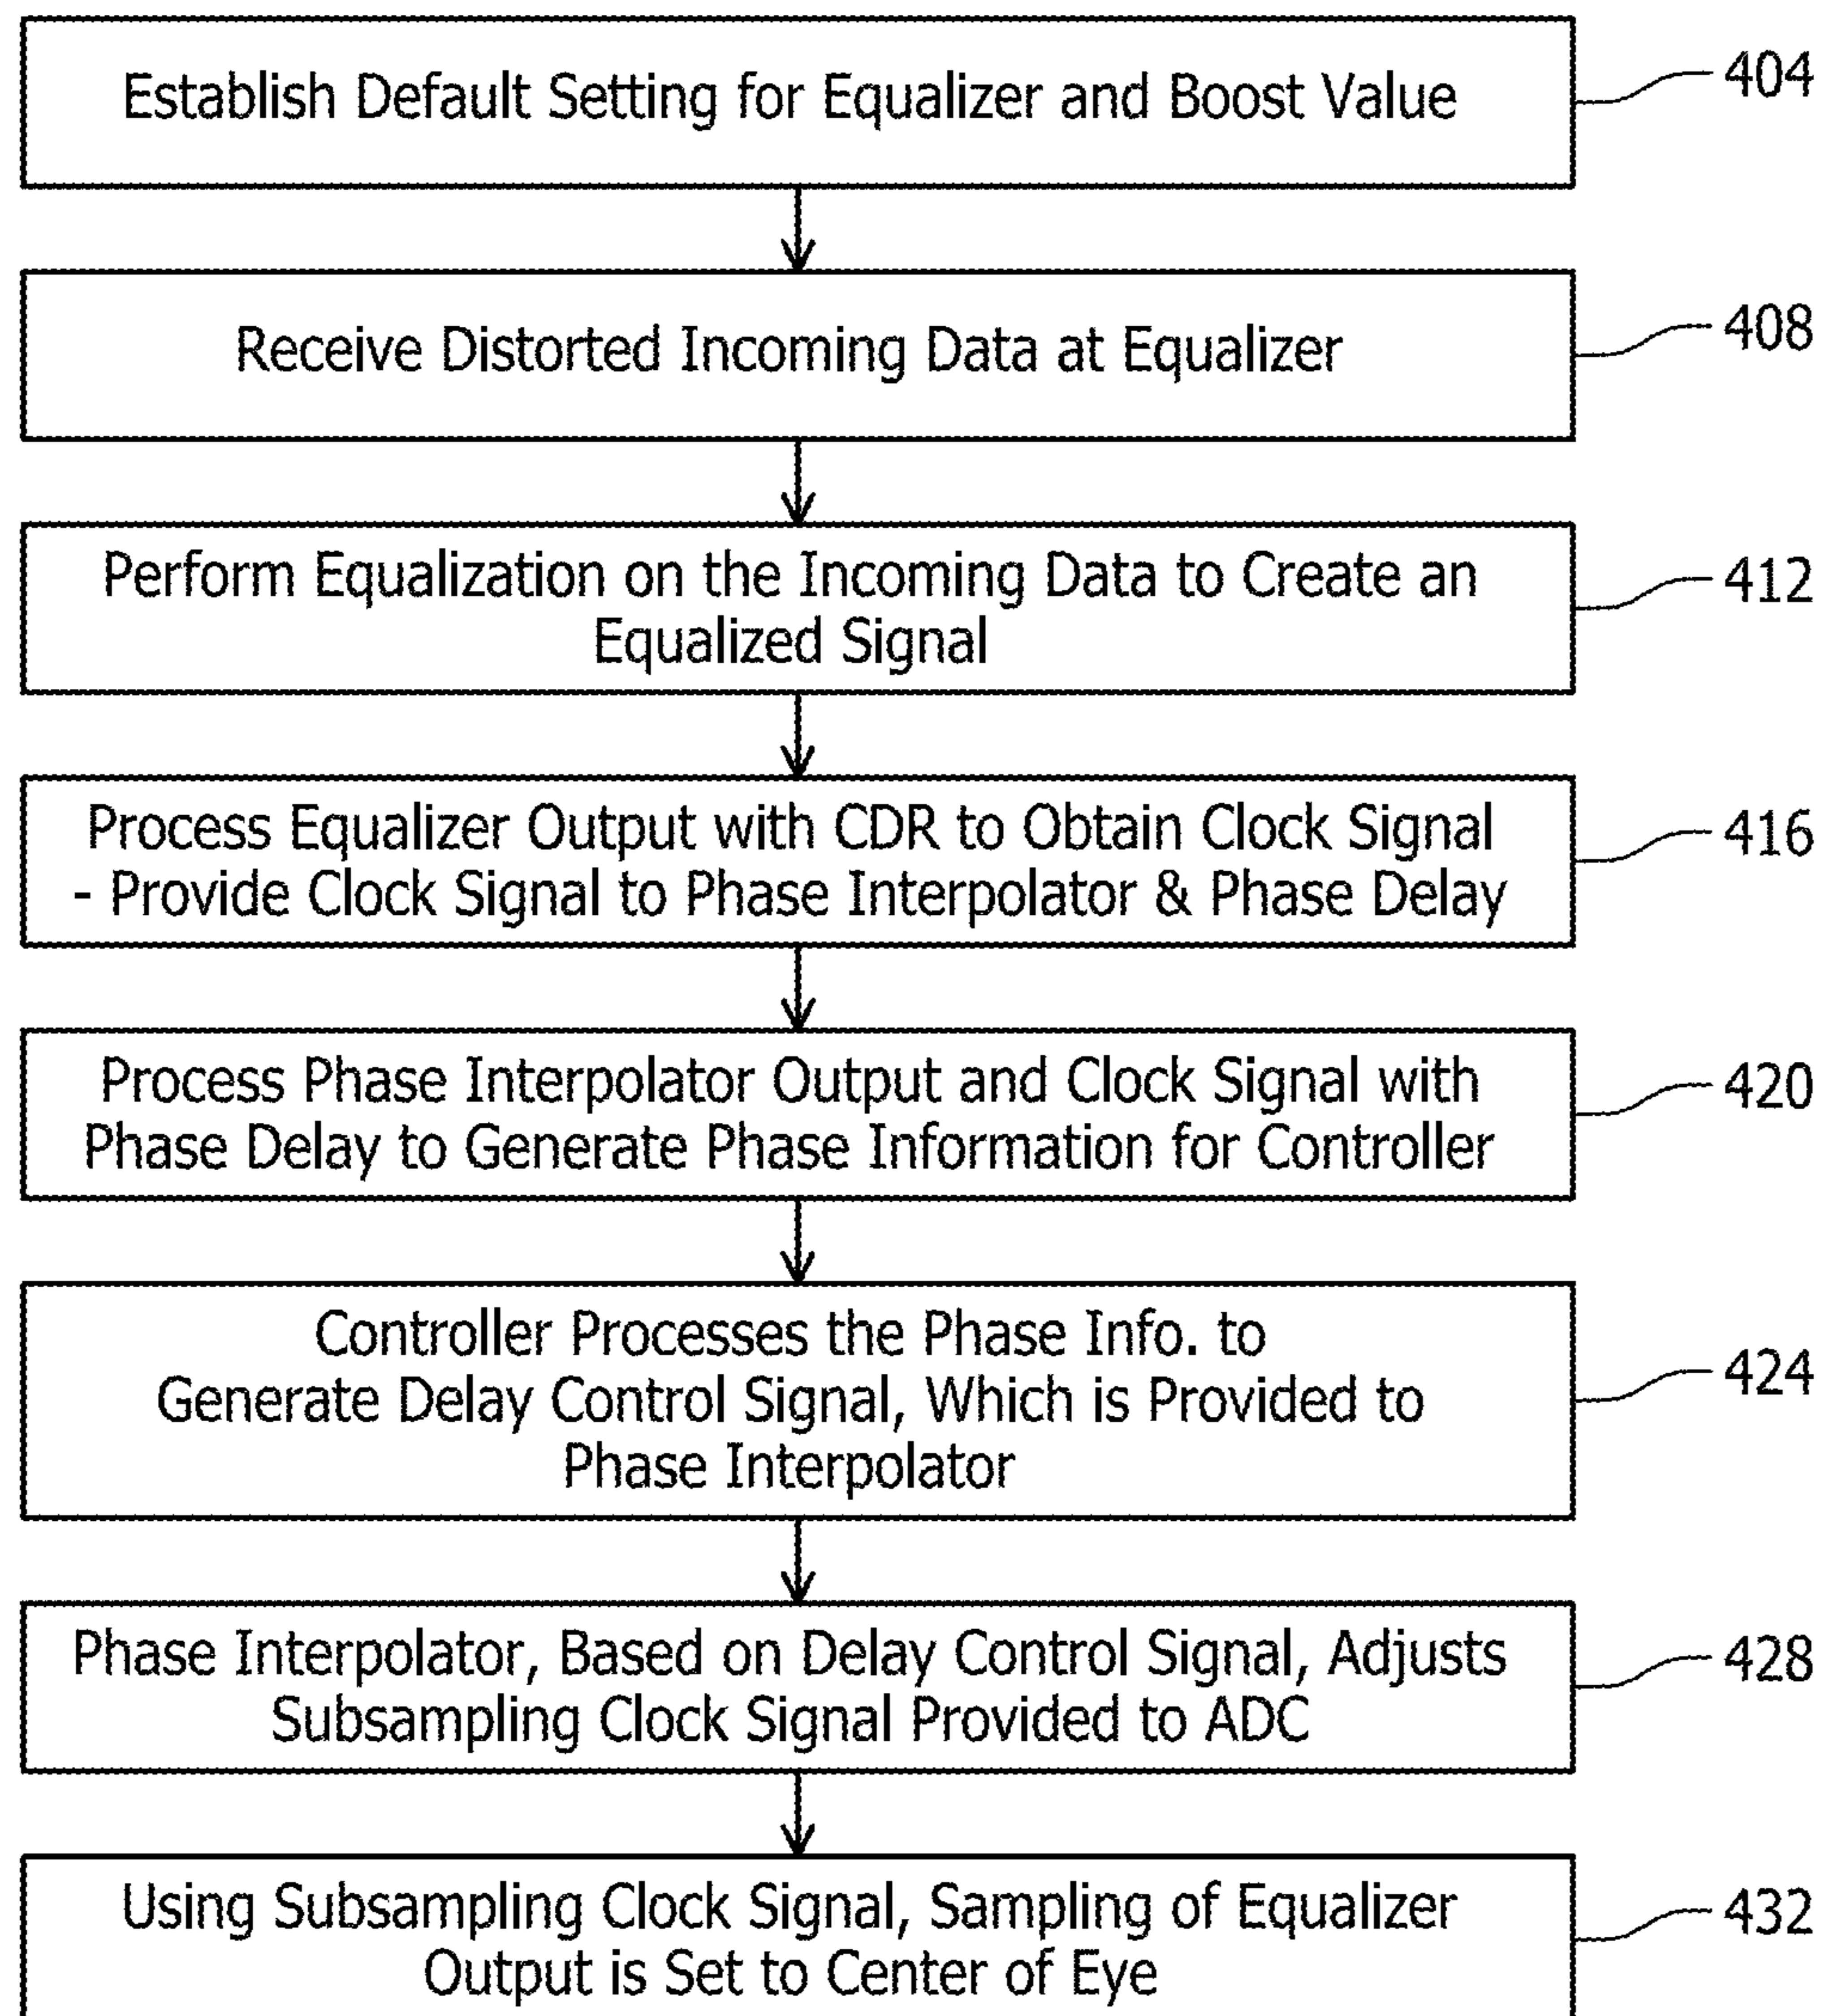 Establish Default Setting for Equalizer and Boost Value
404
Receive Distorted Incoming Data at Equalizer
408
Perform Equalization on the Incoming Data to Create an
Equalized Signal
412
Process Equalizer Output with CDR to Obtain Clock Signal
- Provide Clock Signal to Phase Interpolator & Phase Delay
416
Process Phase Interpolator Output and Clock Signal with
Phase Delay to Generate Phase Information for Controller
420
Controller Processes the Phase Info. to
Generate Delay Control Signal, Which is Provided to
Phase Interpolator
424
Phase Interpolator, Based on Delay Control Signal, Adjusts
Subsampling Clock Signal Provided to ADC
428
Using Subsampling Clock Signal, Sampling of Equalizer
Output is Set to Center of Eye
432